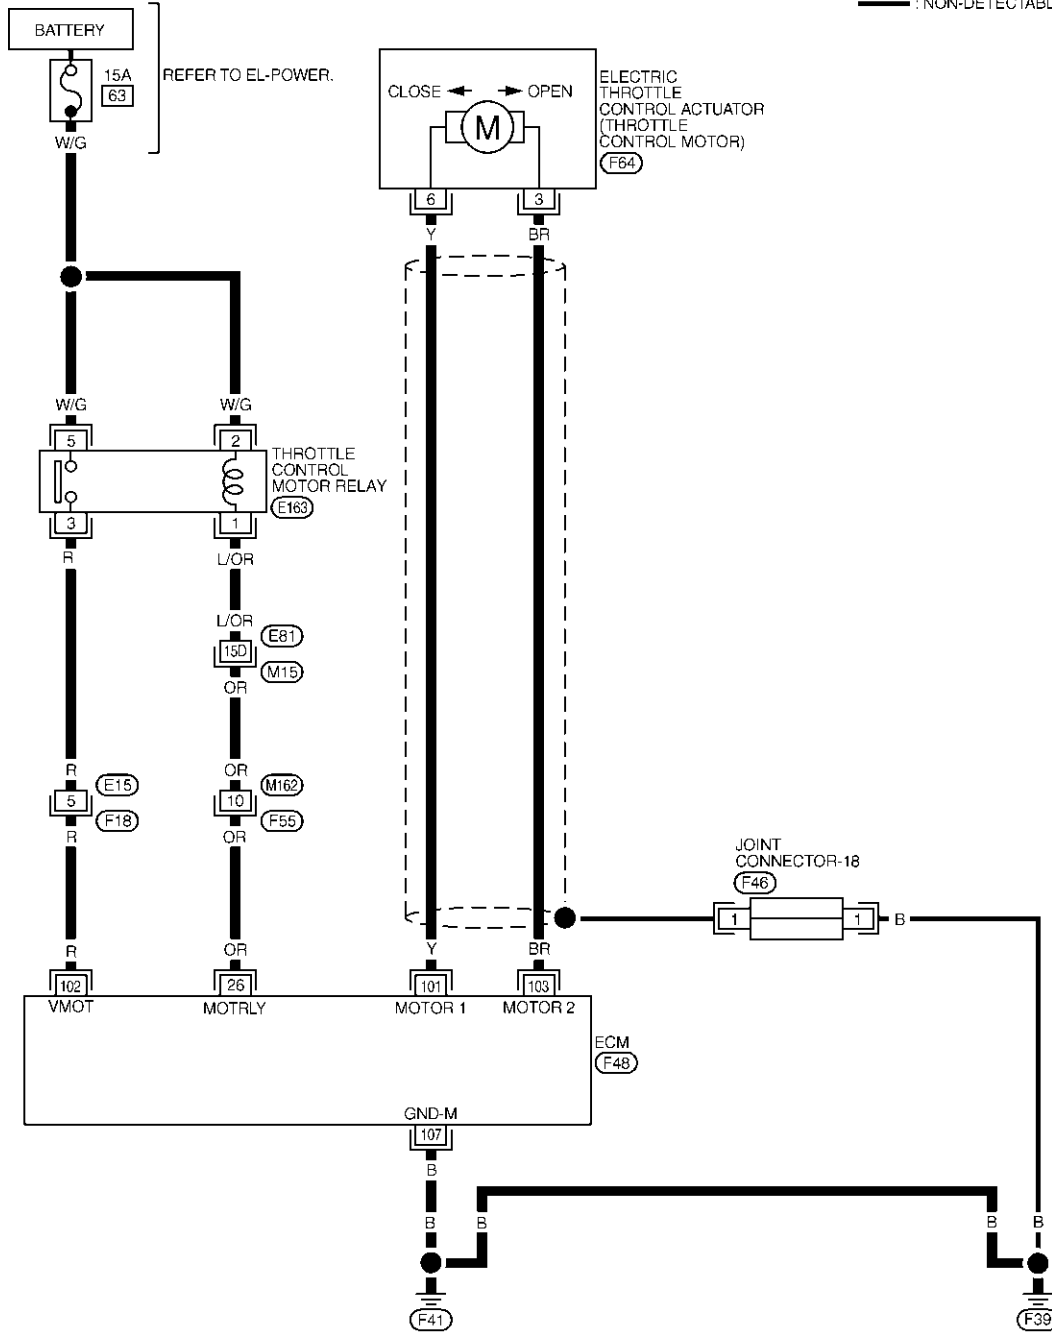 : NON-DETECTABL
BATTERY
15A
63
REFER TO EL-POWER.
W/G
CLOSE
OPEN
M
ELECTRIC
THROTTLE
CONTROL ACTUATOR
(THROTTLE
CONTROL MOTOR)
F64
6
3
Y
BR
W/G
W/G
5
2
THROTTLE
CONTROL
MOTOR RELAY
E163
3
1
R
L/OR
L/OR
15D
E81
M15
OR
R
OR
5
E15
F18
10
M162
F55
R
OR
JOINT
CONNECTOR-18
F46
1
1
B
R
OR
Y
BR
102
26
101
103
VMOT
MOTRLY
MOTOR 1
MOTOR 2
ECM
F48
GND-M
107
B
B
B
B
B
F41
F39